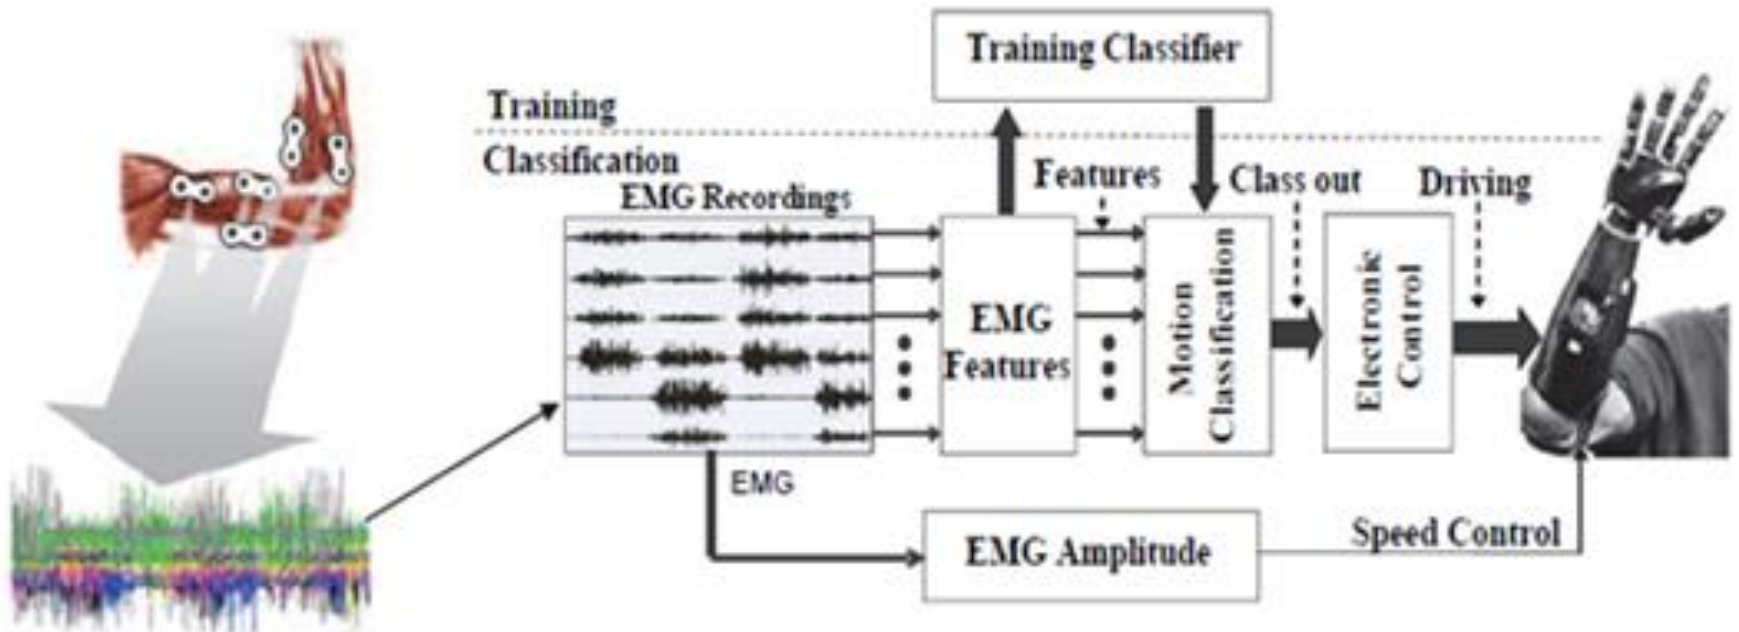 Training Classifier
Training
Classification
EMG Recordings
Features
Class out
Driving
EMG
Features
Motion
Classification
Electronic
Control
EMG
EMG Amplitude
Speed Control